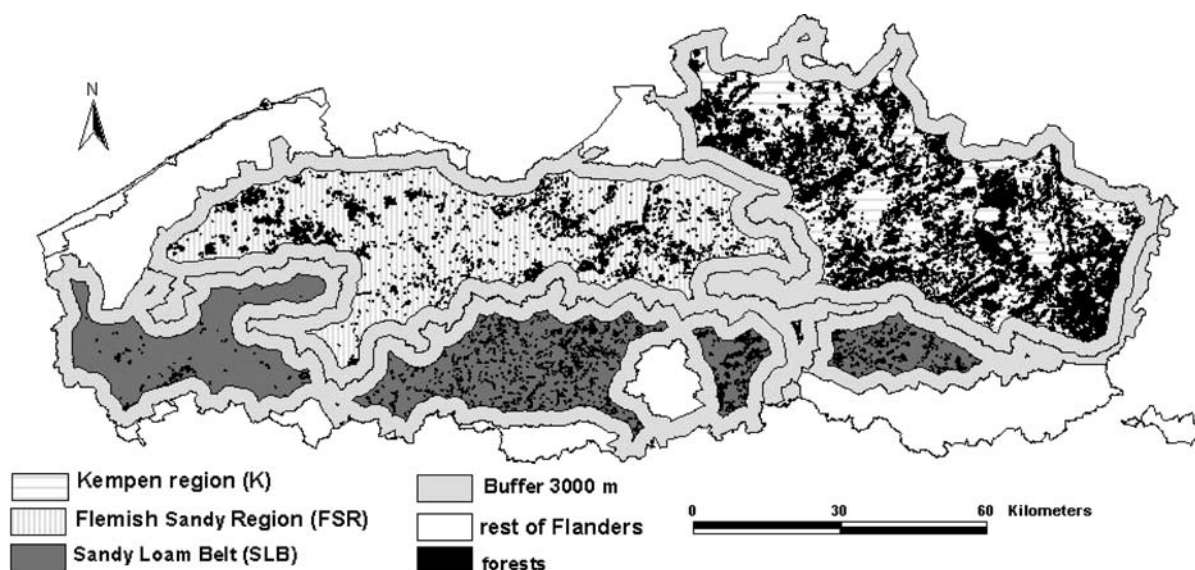 N
Kempen region (K)
Flemish Sandy Region (FSR)
Sandy Loam Belt (SLB)
Buffer 3000 m
rest of Flanders
forests
0 30 60 Kilometers